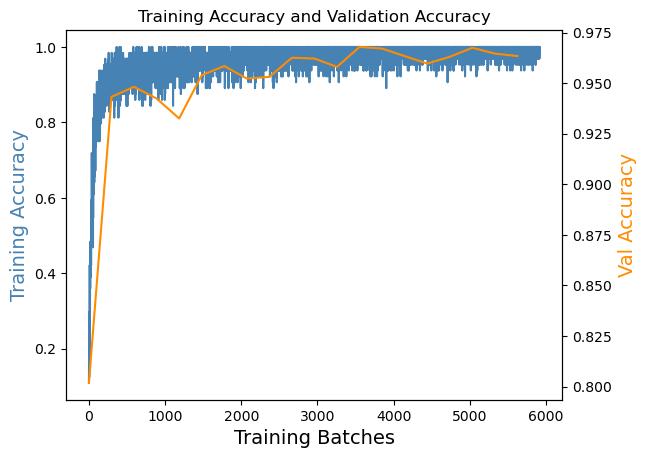 Training Accuracy and Validation Accuracy
1.0
0.8
0.6
0.4
0.2
Training Accuracy
0.975
0.950
0.925
0.900
0.875
0.850
0.825
0.800
Val Accuracy
0 1000 2000 3000 4000 5000 6000
Training Batches